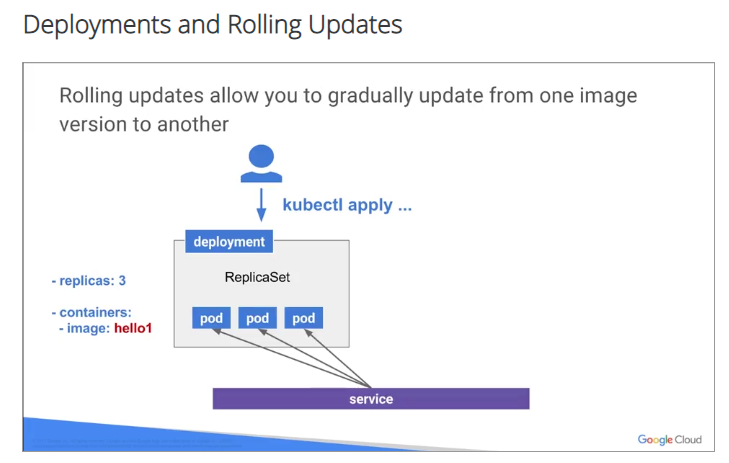 Deployments and Rolling Updates
Rolling updates allow you to gradually update from one image
version to another
kubectl apply ...
deployment
ReplicaSet
- replicas: 3
- containers:
- image: hello1
pod pod pod
service
Google Cloud